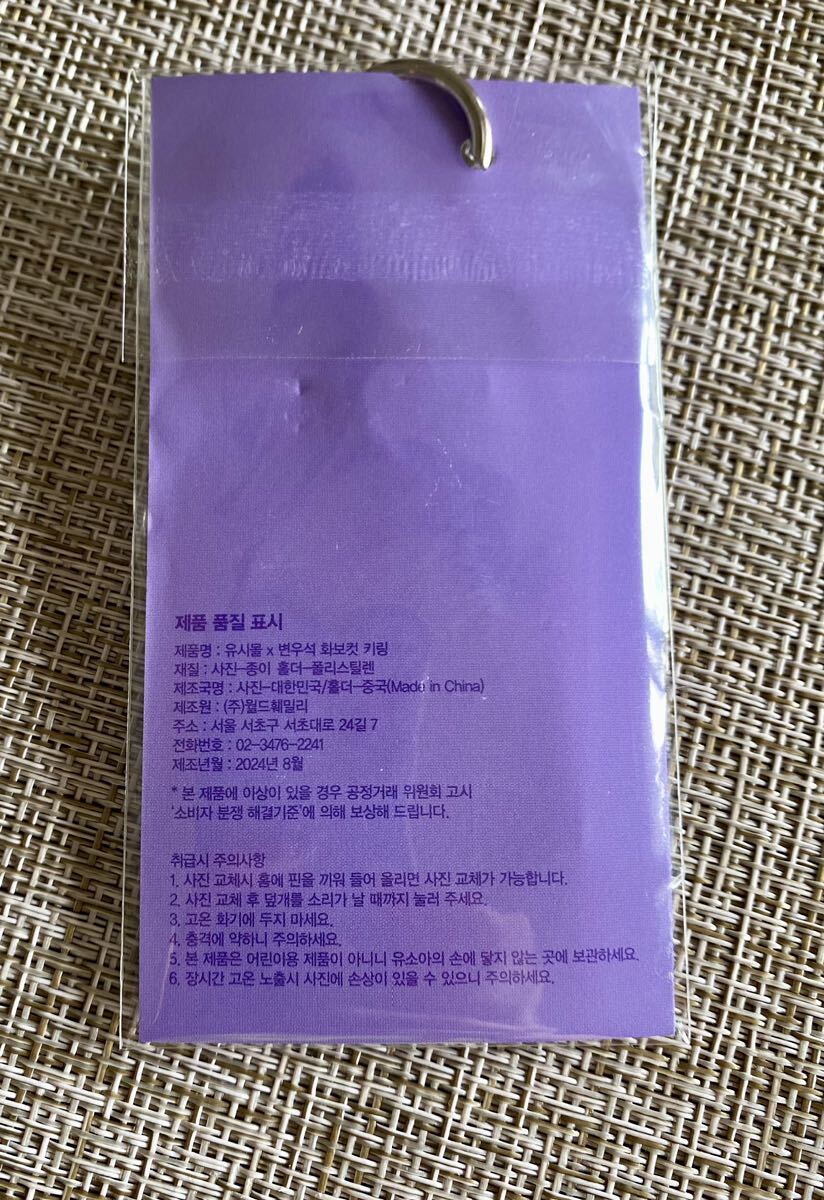 제품 품질 표시
제품명 : 유시몰 x 변우석 화보컷 키링
재질 : 사진-종이 홀더-폴리스틸렌
제조국명 : 사진-대한민국/홀더-중국(Made in China)
제조원 : (주)월드훼밀리
주소 : 서울 서초구 서초대로 24길 7
전화번호 : 02-3476-2241
제조년월 : 2024년 8월
* 본 제품에 이상이 있을 경우 공정거래 위원회 고시
'소비자 분쟁 해결기준'에 의해 보상해 드립니다.
취급시 주의사항
1. 사진 교체시 홈에 핀을 끼워 들어 올리면 사진 교체가 가능합니다.
2. 사진 교체 후 덮개를 소리가 날 때까지 눌러 주세요.
3. 고온 화기에 두지 마세요.
4. 충격에 약하니 주의하세요.
5. 본 제품은 어린이용 제품이 아니니 유소아의 손에 닿지 않는 곳에 보관하세요.
6. 장시간 고온 노출시 사진에 손상이 있을 수 있으니 주의하세요.